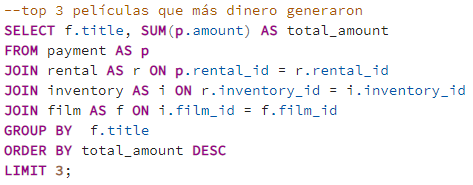 --top 3 películas que más dinero generaron
SELECT f.title, SUM(p.amount) AS total_amount
FROM payment AS p
JOIN rental AS r ON p.rental_id = r.rental_id
JOIN inventory AS i ON r.inventory_id = i.inventory_id
JOIN film AS f ON i.film_id = f.film_id
GROUP BY  f.title
ORDER BY total_amount DESC
LIMIT 3;